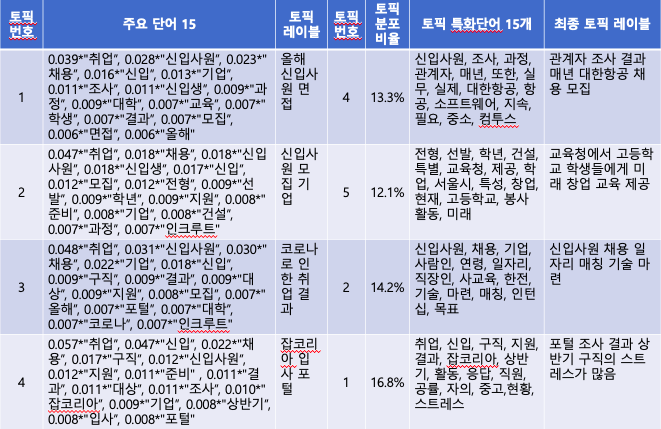 토픽 번호
주요 단어 15
토픽 레이블
토픽 번호
토픽 분포 비율
토픽 특화단어 15개
최종 토픽 레이블
1
0.039*"취업", 0.028*"신입사원", 0.023*"
채용", 0.016*"신입", 0.013*"기업",
0.011*"조사", 0.011*"신입생", 0.009*"과
정", 0.009*"대학", 0.007*"교육", 0.007*"
학생", 0.007*"결과", 0.007*"모집",
0.006*"면접", 0.006*"올해"
올해
신입사
원 면
접
4
13.3%
신입사원, 조사, 과정,
관계자, 매년, 또한, 실
무, 실제, 대한항공, 항
공, 소프트웨어, 지속,
필요, 중소, 컴투스
관계자 조사 결과
매년 대한항공 채
용 모집
2
0.047*"취업", 0.018*"채용", 0.018*"신입
사원", 0.018*"신입생", 0.017*"신입",
0.012*"모집", 0.012*"전형", 0.009*"선
발", 0.009*"학년", 0.009*"지원", 0.008*"
준비", 0.008*"기업", 0.008*"건설",
0.007*"과정", 0.007*"인크루트"
신입사
원 모
집 기
업
5
12.1%
전형, 선발, 학년, 건설,
특별, 교육청, 제공, 학
업, 서울시, 특성, 창업,
현재, 고등학교, 봉사
활동, 미래
교육청에서 고등학
교 학생들에게 미
래 창업 교육 제공
3
0.048*"취업", 0.031*"신입사원", 0.030*"
채용", 0.022*"기업", 0.018*"신입",
0.009*"구직", 0.009*"결과", 0.009*"대
상", 0.009*"지원", 0.008*"모집", 0.007*"
올해", 0.007*"포털", 0.007*"대학",
0.007*"코로나", 0.007*"인크루트"
코로나
로 인
한 취
업 결
과
2
14.2%
신입사원, 채용, 기업,
사람인, 연령, 일자리,
직장인, 사교육, 한전,
기술, 마련, 매칭, 인턴
십, 목표
신입사원 채용 일
자리 매칭 기술 마
련
4
0.057*"취업", 0.047*"신입", 0.022*"채
용", 0.017*"구직", 0.012*"신입사원",
0.012*"지원", 0.011*"준비" , 0.011*"결
과", 0.011*"대상", 0.011*"조사", 0.010*"
잡코리아", 0.009*"기업", 0.008*"상반기",
0.008*"입사", 0.008*"포털"
잡코리
아 입
사 포
털
1
16.8%
취업, 신입, 구직, 지원,
결과, 잡코리아, 상반
기, 활동, 응답, 직원,
공률, 자의, 중고,현황,
스트레스
포털 조사 결과 상
반기 구직의 스트
레스가 많음